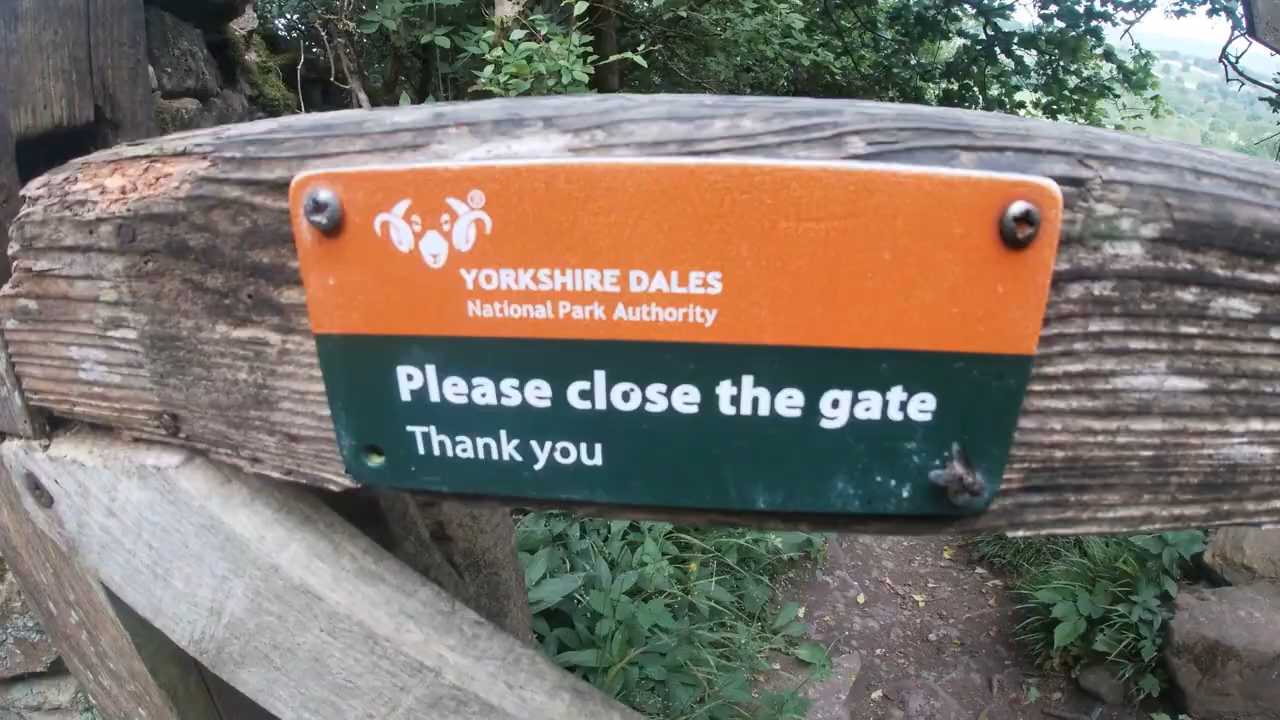 YORKSHIRE DALES
National Park Authority
Please close the gate
Thank you